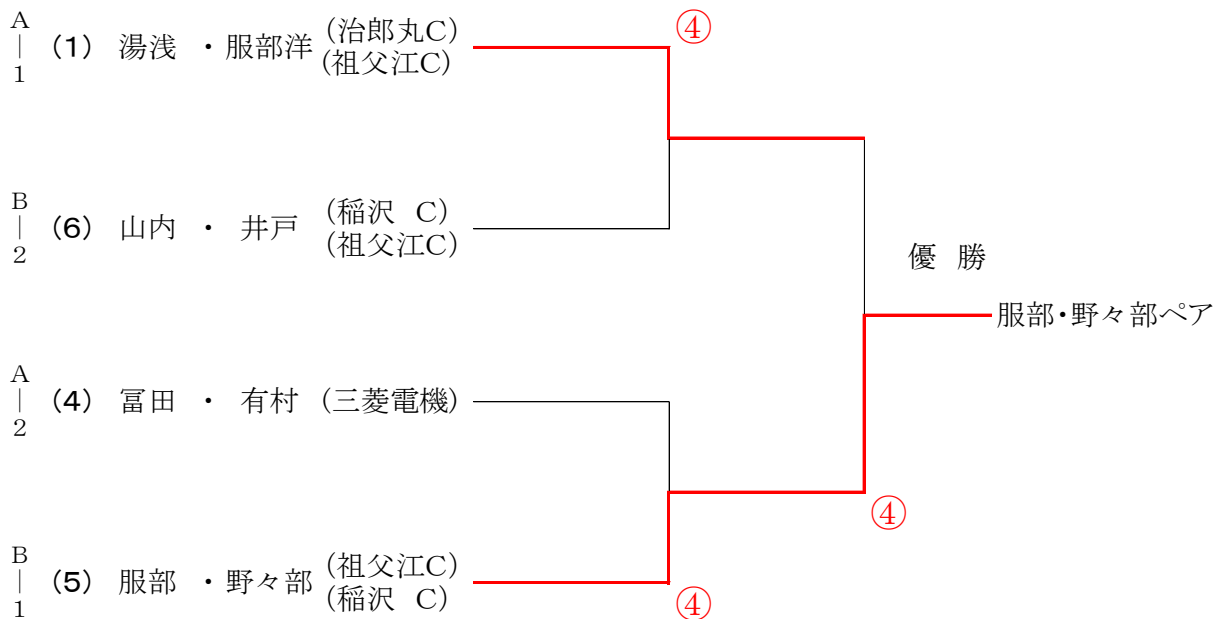 A｜1 (1) 湯浅 ・服部洋 (治郎丸C)
(祖父江C)
④
B｜2 (6) 山内 ・ 井戸 (稲沢 C)
(祖父江C)
優 勝
服部・野々部ペア
A｜2 (4) 冨田 ・ 有村 (三菱電機)
④
B｜1 (5) 服部 ・野々部 (祖父江C)
(稲沢 C)
④